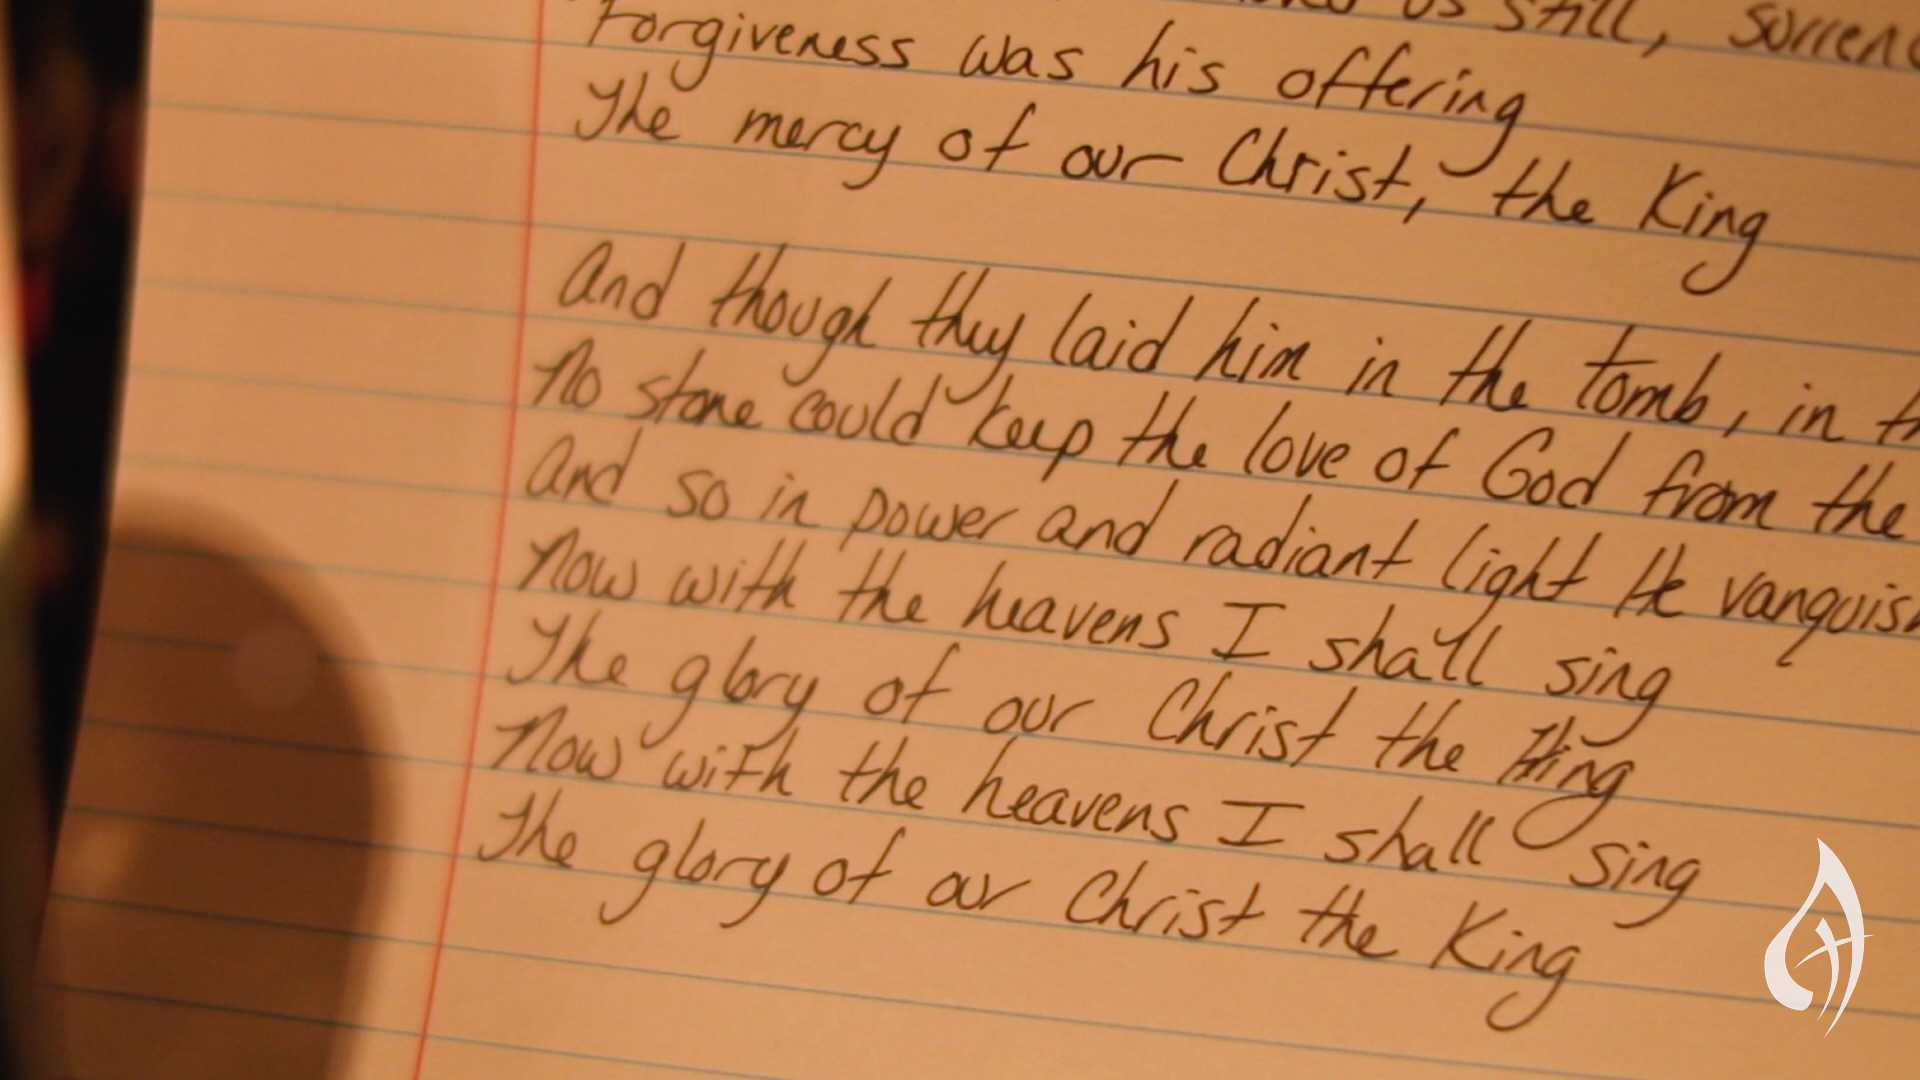 us still,
Forgiveness was his offering
The mercy of our Christ, the King
And though they laid him in the tomb, in
No stone could keep the love of God from the
And so in power and radiant light He
Now with the heavens I shall sing
The glory of our Christ the King
Now with the heavens I shall sing
The glory of our Christ the King